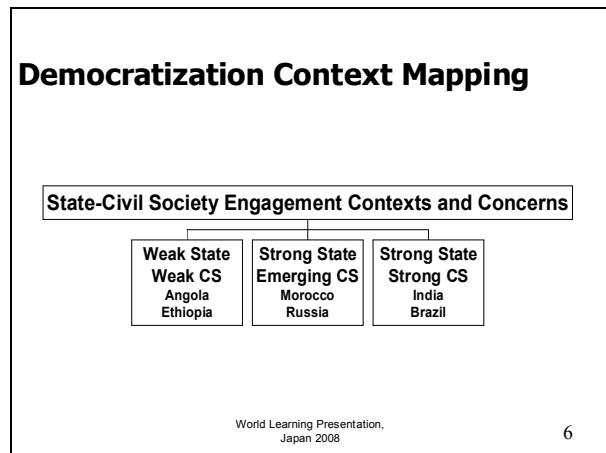 Democratization Context Mapping
State-Civil Society Engagement Contexts and Concerns
Weak State
Weak CS
Angola
Ethiopia
Strong State
Emerging CS
Morocco
Russia
Strong State
Strong CS
India
Brazil
World Learning Presentation,
Japan 2008
6